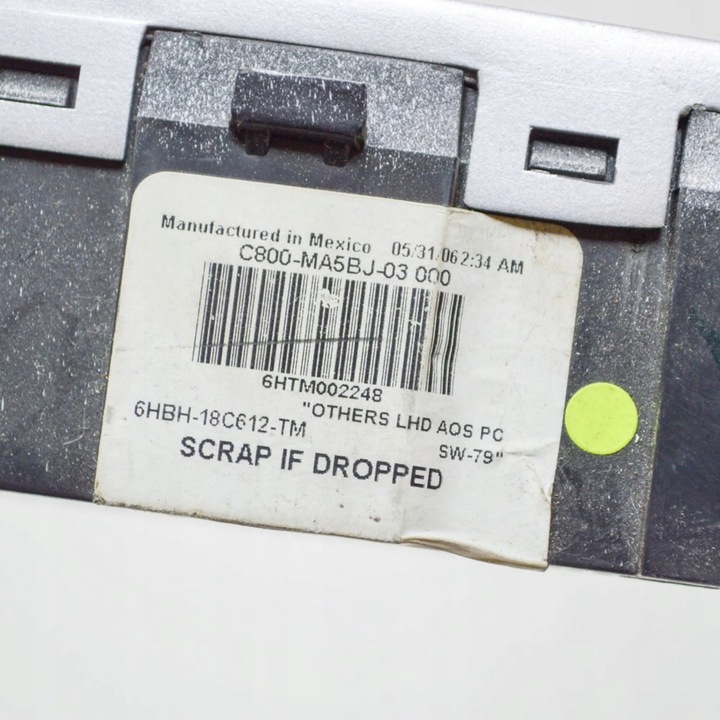 Manufactured in Mexico 05/31/06 2:34 AM
C800-MA5BJ-03 000
6HTM002248
"OTHERS LHD AOS PC
6HBH-18C612-TM
SW-79"
SCRAP IF DROPPED